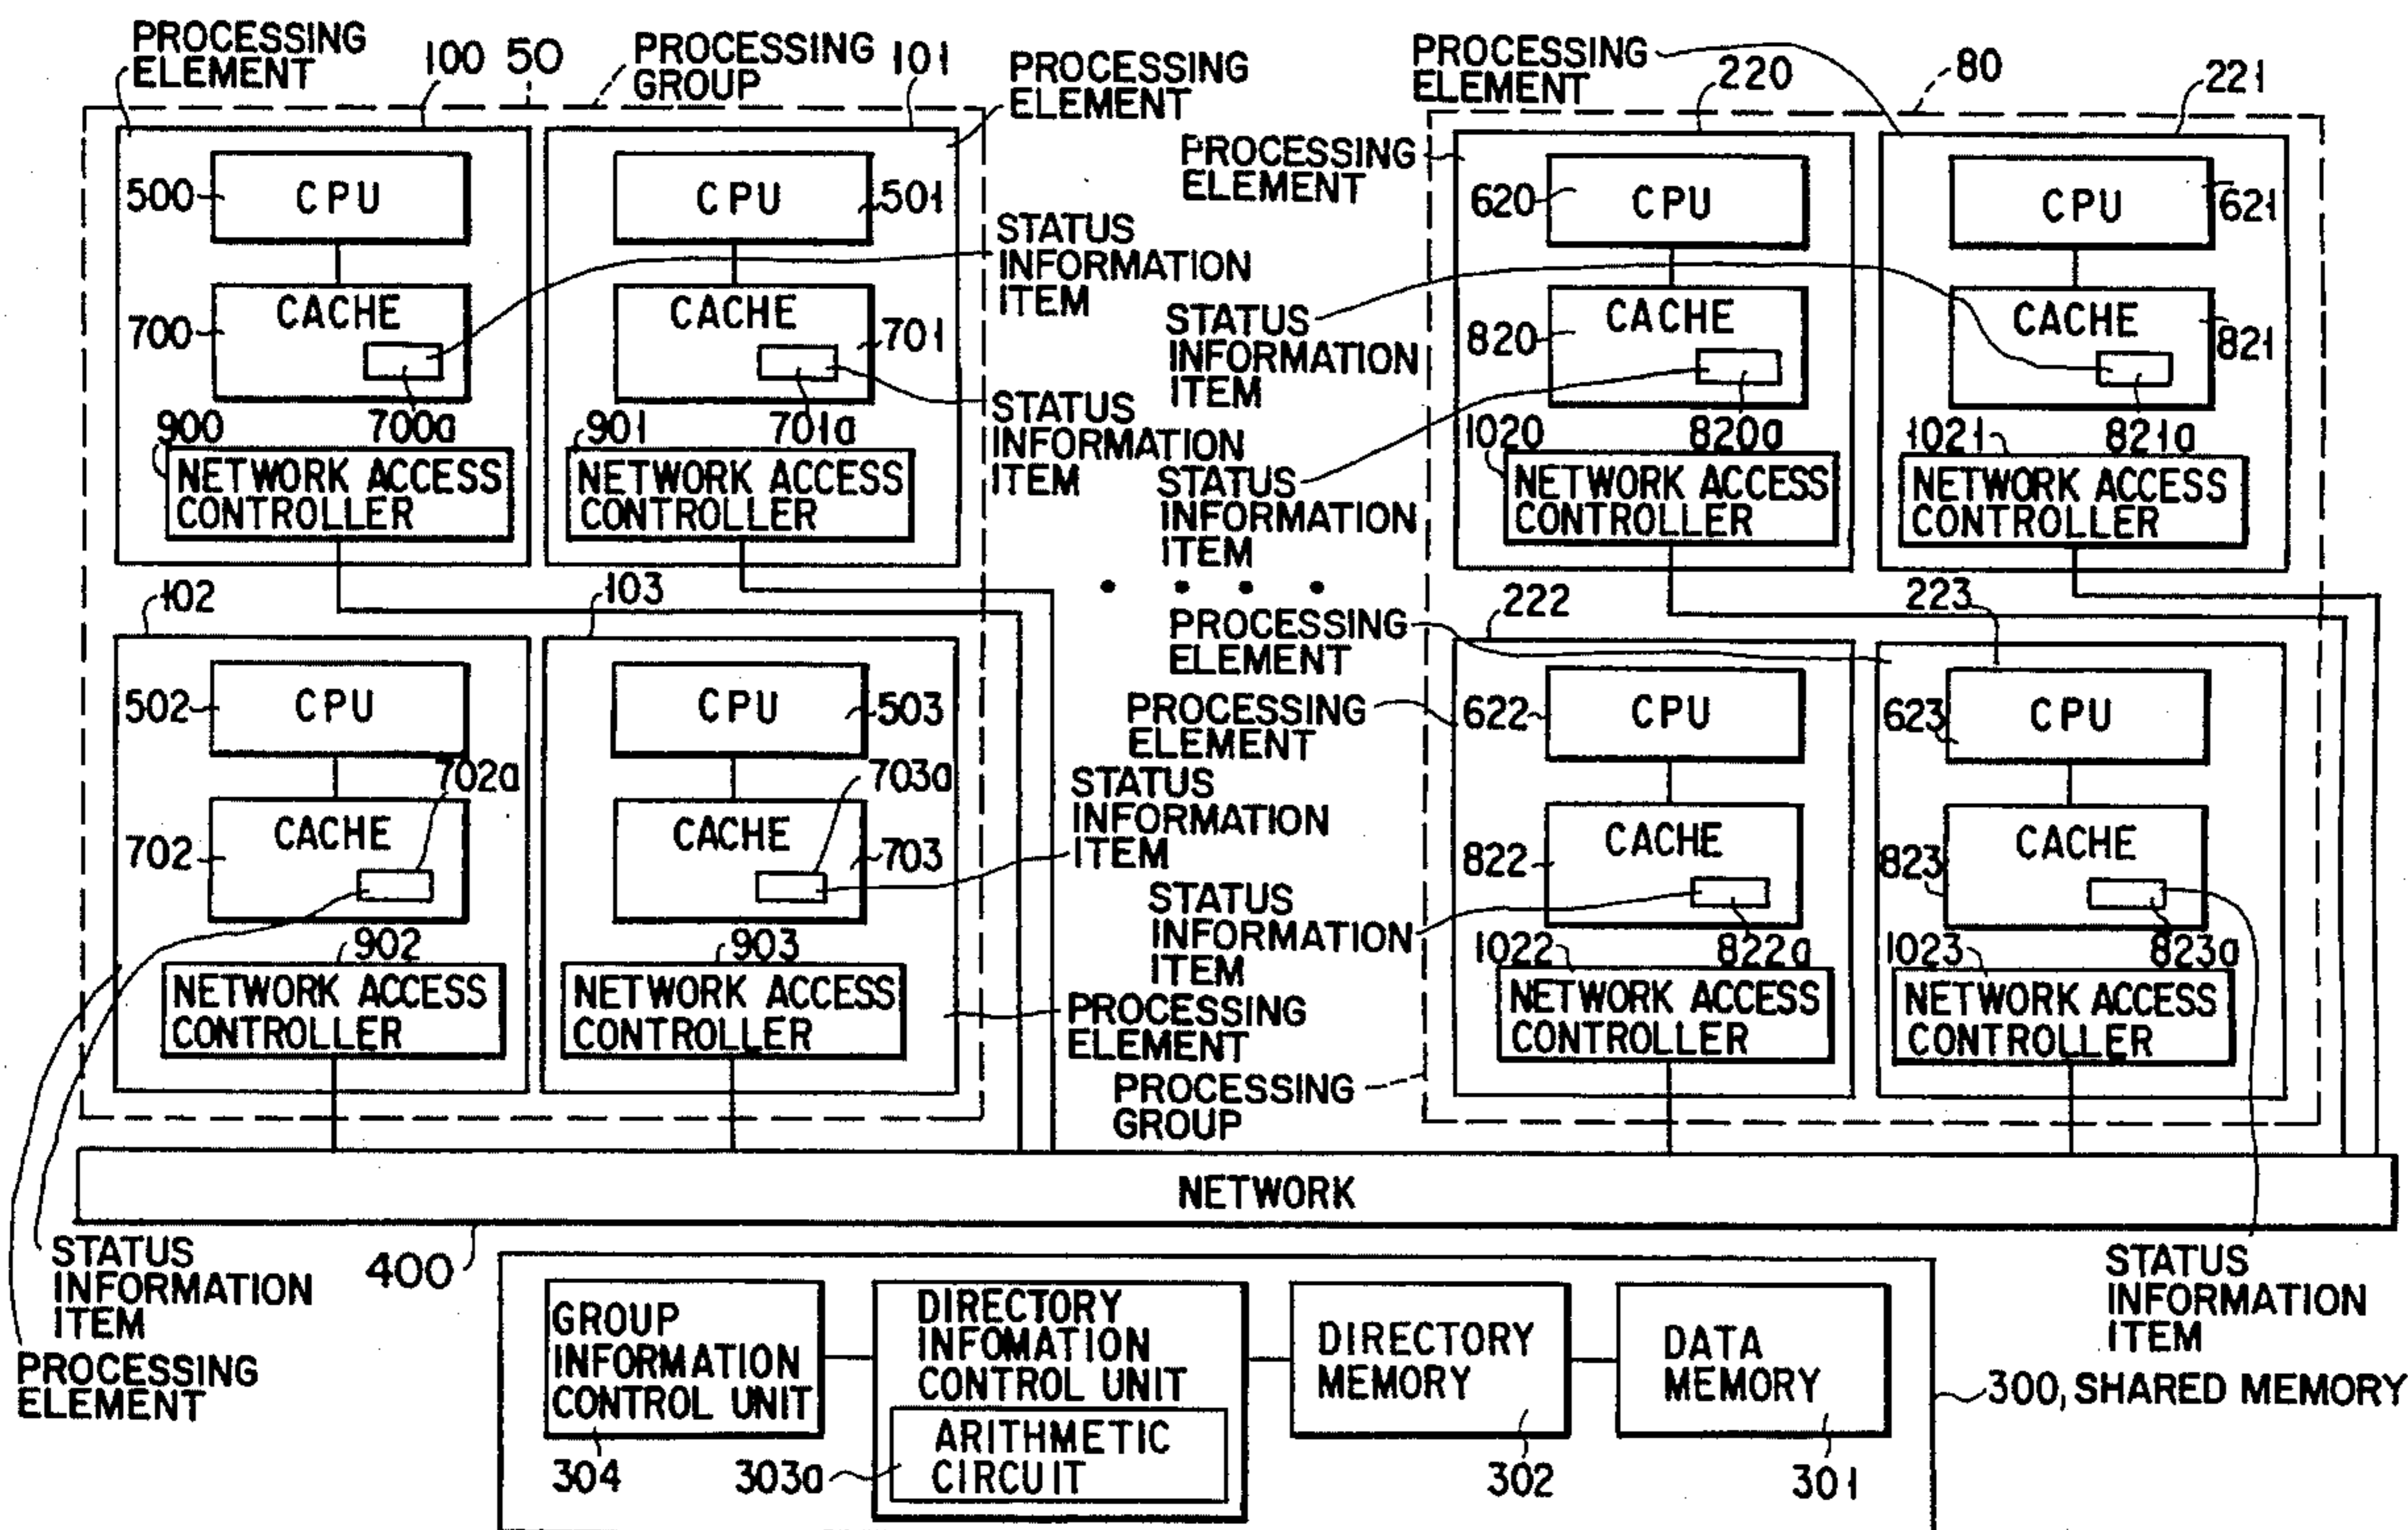 PROCESSING
ELEMENT
100
50
PROCESSING
GROUP
101
PROCESSING
ELEMENT
CPU
500
CPU
501
STATUS
INFORMATION
ITEM
CACHE
700
700a
CACHE
701
701a
STATUS
INFORMATION
ITEM
900
NETWORK ACCESS
CONTROLLER
901
NETWORK ACCESS
CONTROLLER
102
103
CPU
502
CPU
503
702a
703a
CACHE
702
CACHE
703
STATUS
INFORMATION
ITEM
902
NETWORK ACCESS
CONTROLLER
903
NETWORK ACCESS
CONTROLLER
PROCESSING
ELEMENT
PROCESSING
ELEMENT
220
80
221
PROCESSING
ELEMENT
620
CPU
CPU
621
STATUS
INFORMATION
ITEM
820
CACHE
820a
CACHE
821
821a
STATUS
INFORMATION
ITEM
1020
NETWORK ACCESS
CONTROLLER
1021
NETWORK ACCESS
CONTROLLER
PROCESSING
ELEMENT
222
223
PROCESSING
ELEMENT
622
CPU
623
CPU
822
CACHE
823
CACHE
STATUS
INFORMATION
ITEM
822a
823a
1022
NETWORK ACCESS
CONTROLLER
1023
NETWORK ACCESS
CONTROLLER
PROCESSING
GROUP
NETWORK
400
STATUS
INFORMATION
ITEM
PROCESSING
ELEMENT
STATUS
INFORMATION
ITEM
GROUP
INFORMATION
CONTROL UNIT
304
DIRECTORY
INFOMATION
CONTROL UNIT
ARITHMETIC
CIRCUIT
303a
DIRECTORY
MEMORY
302
DATA
MEMORY
301
300, SHARED MEMORY